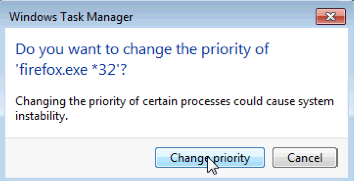 Windows Task Manager
Do you want to change the priority of
'firefox.exe *32'?
Changing the priority of certain processes could cause system
instability.
Change priority Cancel